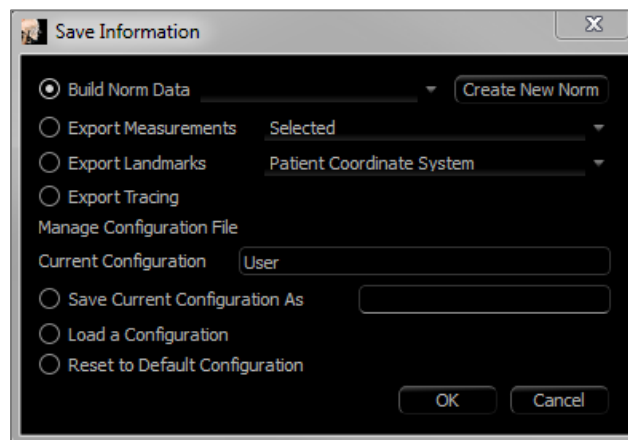 Save Information
Build Norm Data Create New Norm
Export Measurements Selected
Export Landmarks Patient Coordinate System
Export Tracing
Manage Configuration File
Current Configuration User
Save Current Configuration As
Load a Configuration
Reset to Default Configuration
OK Cancel